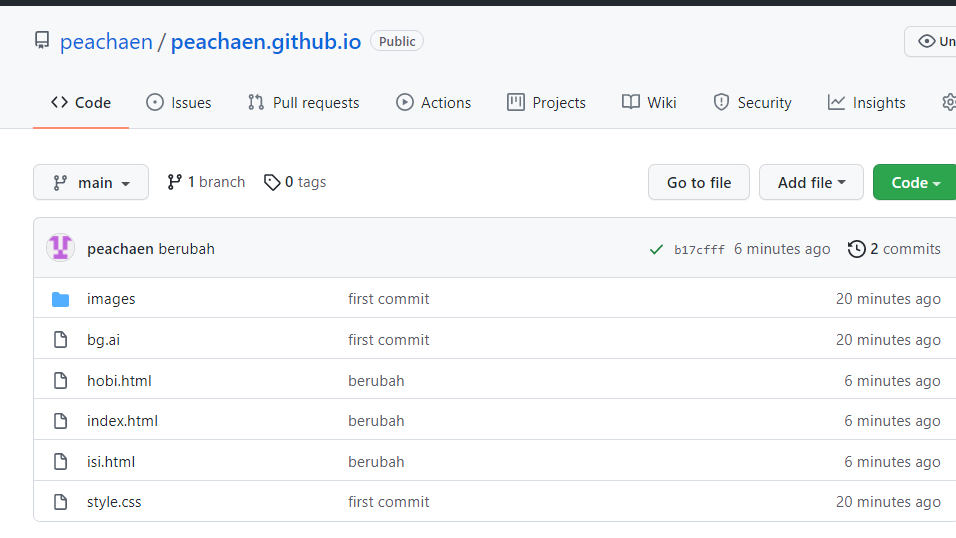 peachaen / peachaen.github.io Public
Code Issues Pull requests Actions Projects Wiki Security Insights
main 1 branch 0 tags Go to file Add file Code
peachaen berubah b17cfff 6 minutes ago 2 commits
images first commit 20 minutes ago
bg.ai first commit 20 minutes ago
hobi.html berubah 6 minutes ago
index.html berubah 6 minutes ago
isi.html berubah 6 minutes ago
style.css first commit 20 minutes ago